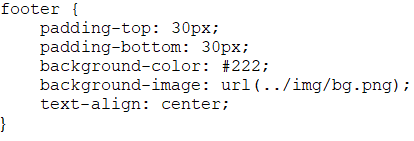 footer {
    padding-top: 30px;
    padding-bottom: 30px;
    background-color: #222;
    background-image: url(../img/bg.png);
    text-align: center;
}